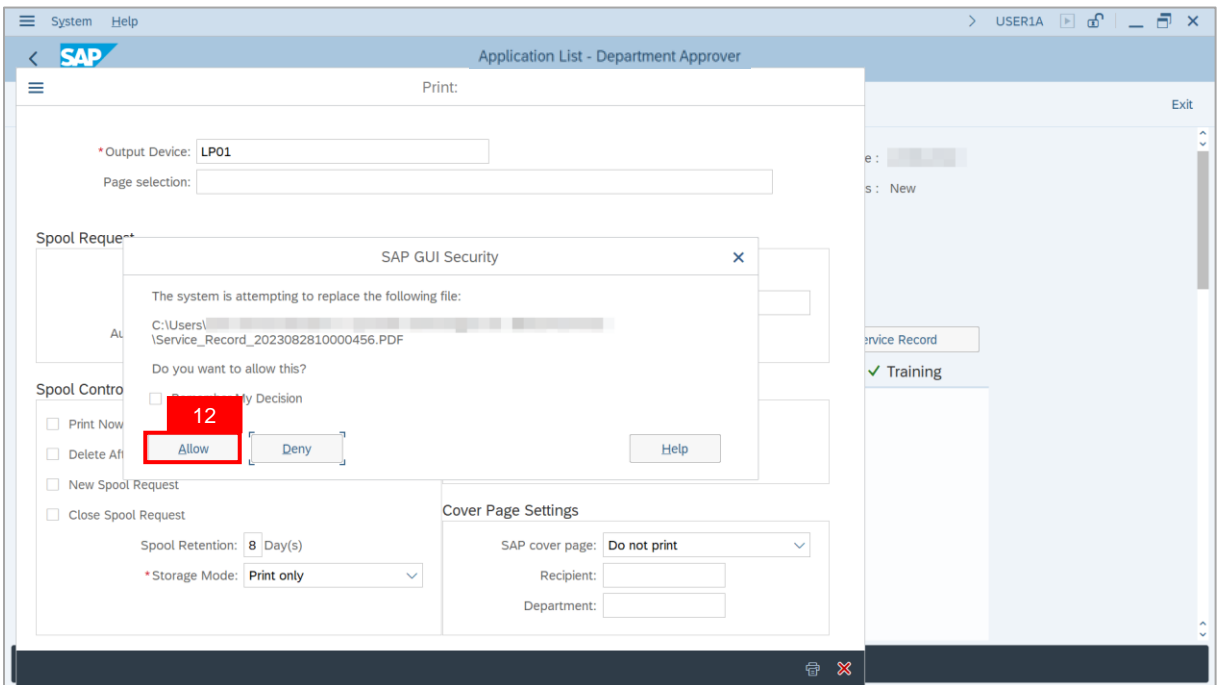 System Help
USER1A
SAP
Application List - Department Approver
Print:
Exit
*Output Device: LP01
Page selection:
e :
s : New
Spool Request
SAP GUI Security
The system is attempting to replace the following file:
C:\Users\
\Service_Record_2023082810000456.PDF
Au
ervice Record
Do you want to allow this?
Training
Spool Contro
My Decision
12
Print Now
Allow Deny Help
Delete Aft
New Spool Request
Close Spool Request
Cover Page Settings
Spool Retention: 8 Day(s)
SAP cover page: Do not print
*Storage Mode: Print only
Recipient:
Department: